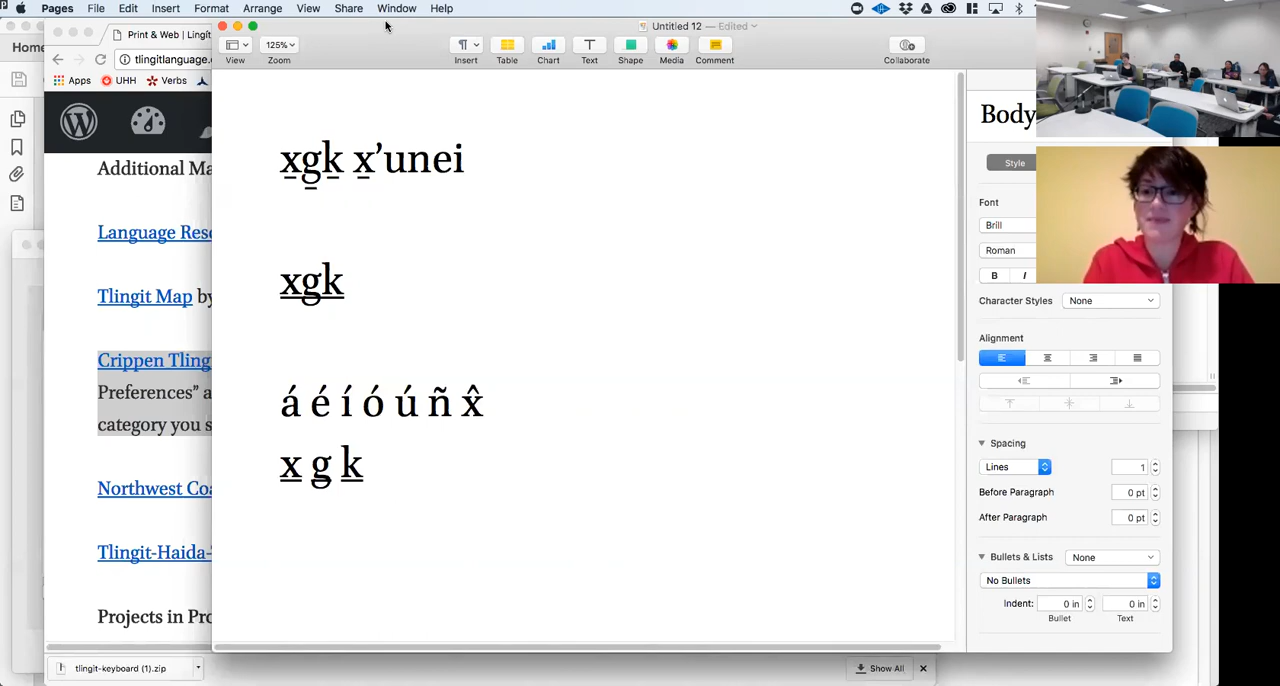 Pages File Edit Insert Format Arrange View Share Window Help
Untitled 12 — Edited
125%
View Zoom Insert Table Chart Text Shape Media Comment Collaborate
Home
Print & Web | Lingít
tlingitlanguage.
Apps UHH Verbs
Additional Ma
Language Reso
Tlingit Map by
Crippen Tling
Preferences” a
category you s
Northwest Coa
Tlingit-Haida-
Projects in Pro
x̱g̱ḵ x̱’unei
xgk
á é í ó ú ñ x̂
x g k
Body
Style
Font
Brill
Roman
B I
Character Styles None
Alignment
Spacing
Lines 1
Before Paragraph 0 pt
After Paragraph 0 pt
Bullets & Lists None
No Bullets
Indent: 0 in 0 in
Bullet Text
tlingit-keyboard (1).zip
Show All